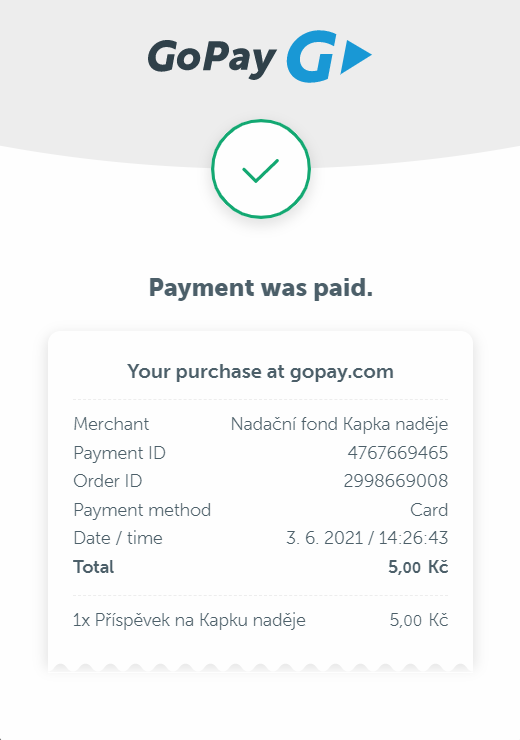 GoPay G
Payment was paid.
Your purchase at gopay.com
Merchant Nadační fond Kapka naděje
Payment ID 4767669465
Order ID 2998669008
Payment method Card
Date / time 3. 6. 2021 / 14:26:43
Total 5,00 Kč
1x Příspěvek na Kapku naděje 5,00 Kč